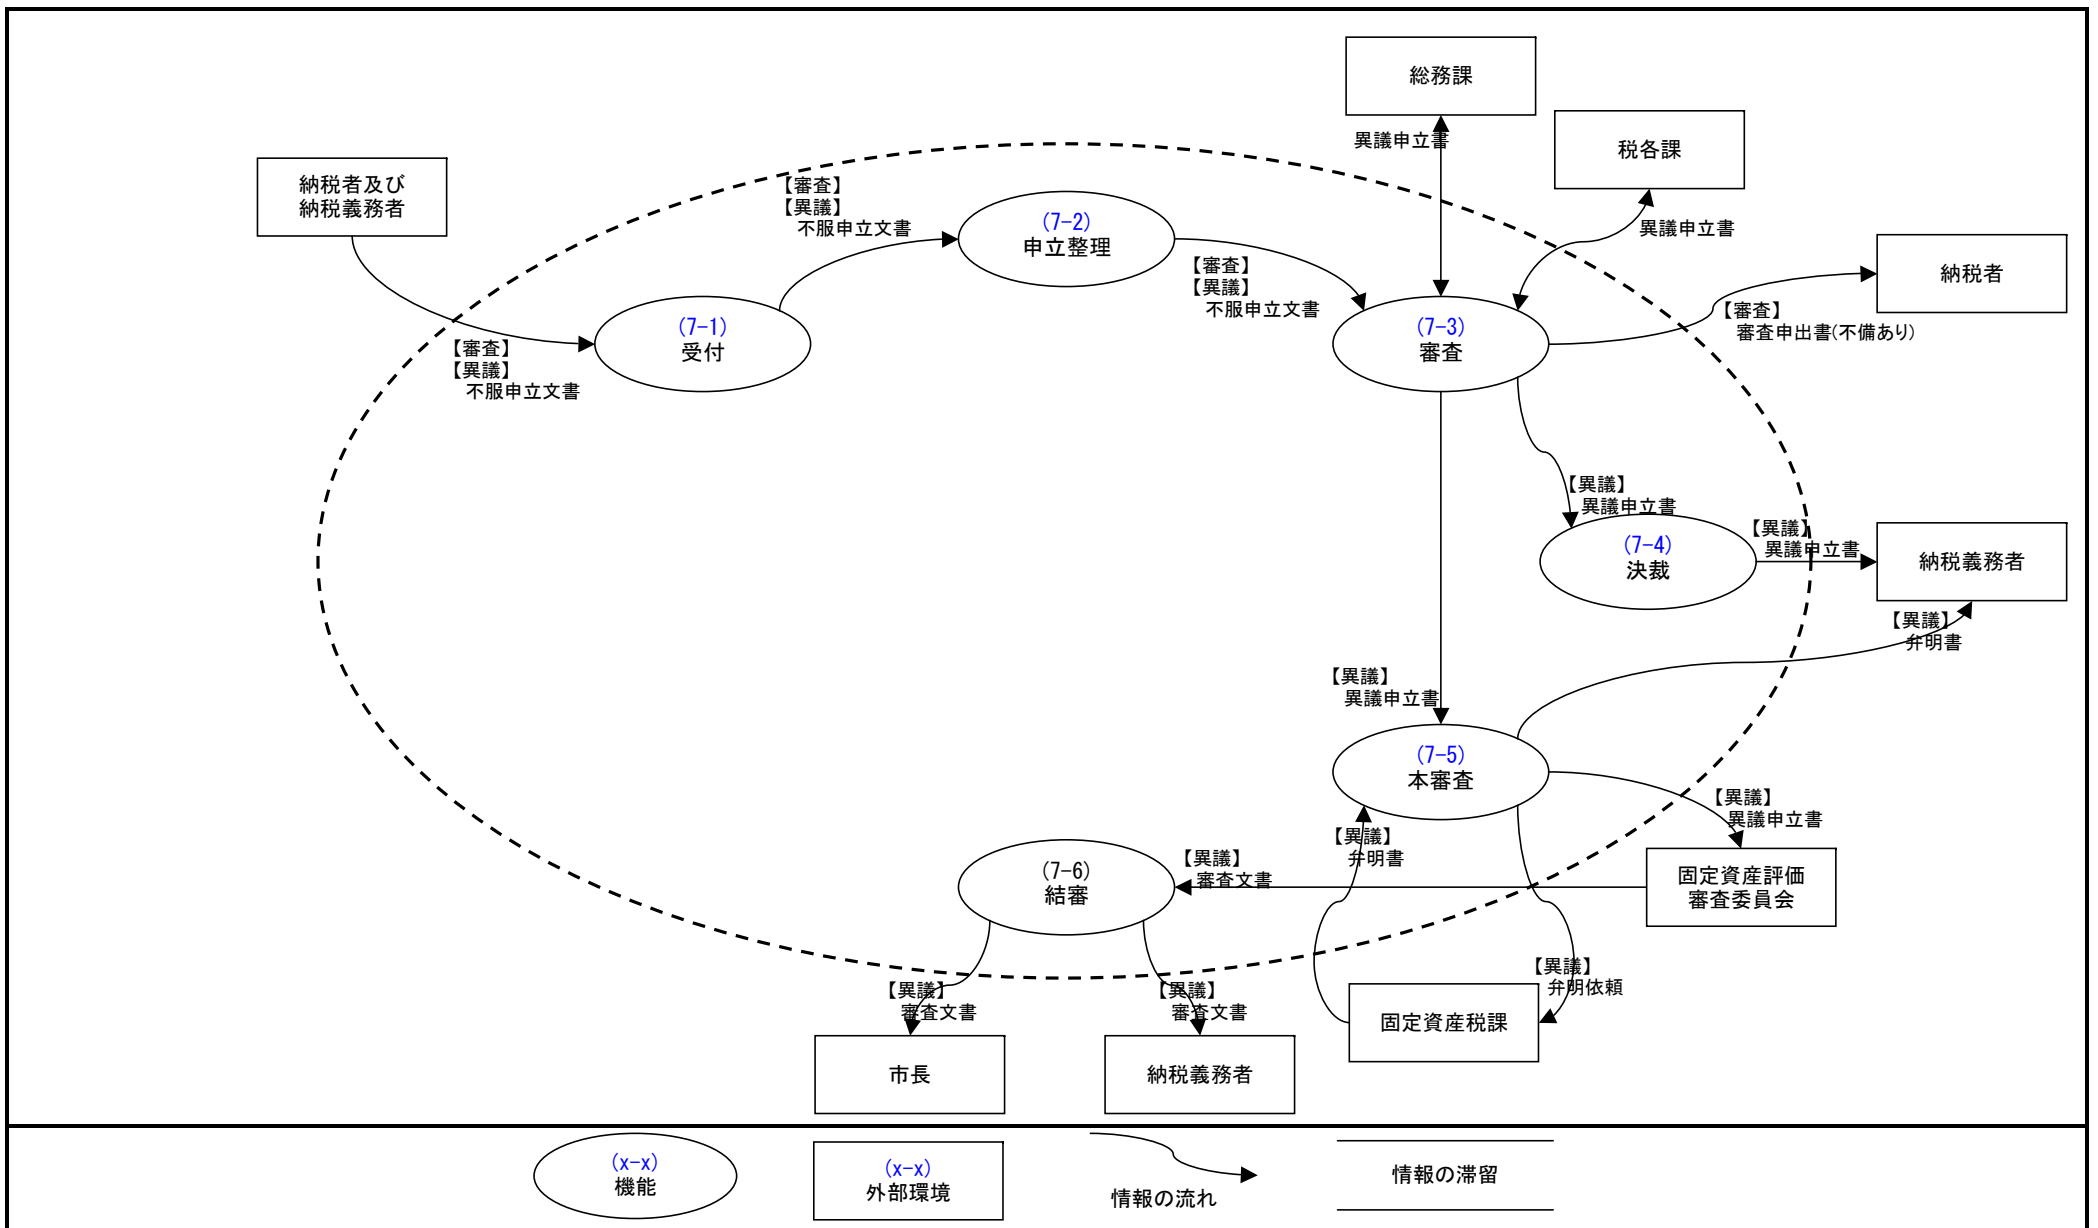 総務課
異議申立書
税各課
異議申立書
納税者及び
納税義務者
【審査】
【異議】
不服申立文書
(7-2)
申立整理
【審査】
【異議】
不服申立文書
納税者
【審査】
審査申出書(不備あり)
(7-1)
受付
【審査】
【異議】
不服申立文書
(7-3)
審査
【異議】
異議申立書
(7-4)
決裁
【異議】
異議申立書
納税義務者
【異議】
弁明書
【異議】
異議申立書
(7-5)
本審査
【異議】
異議申立書
【異議】
弁明書
(7-6)
結審
【異議】
審査文書
固定資産評価
審査委員会
【異議】
弁明依頼
【異議】
審査文書
【異議】
審査文書
固定資産税課
市長
納税義務者
(x-x)
機能
(x-x)
外部環境
情報の流れ
情報の滞留